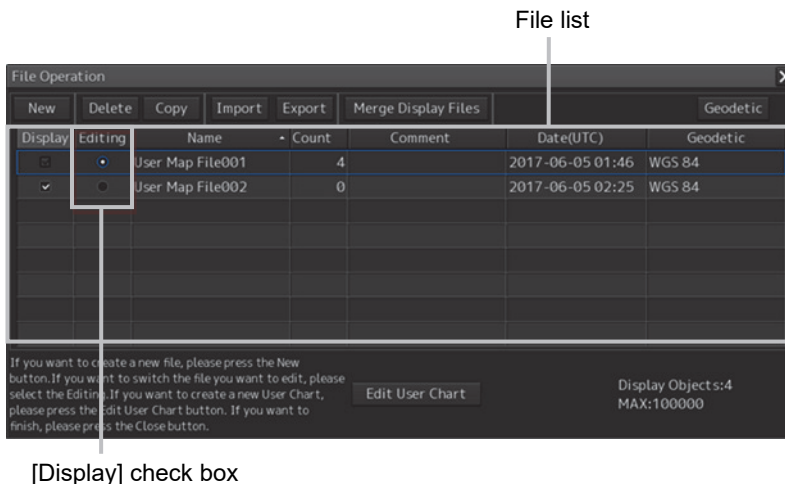 File list
File Operation
New Delete Copy Import Export Merge Display Files Geodetic
Display Editing Name Count Comment Date(UTC) Geodetic
User Map File001 4 2017-06-05 01:46 WGS 84
User Map File002 0 2017-06-05 02:25 WGS 84
If you want to create a new file, please press the New
button.If you want to switch the file you want to edit, please
select the Editing.If you want to create a new User Chart,
please press the Edit User Chart button. If you want to
finish, please press the Close button.
Edit User Chart
Display Objects:4
MAX:100000
[Display] check box